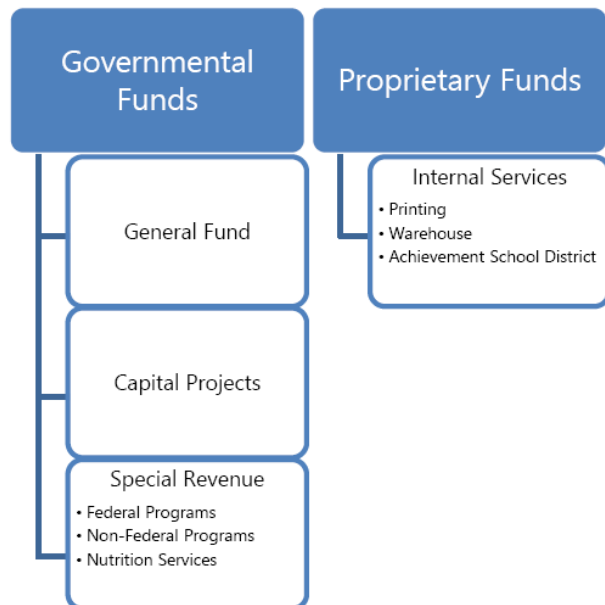 Governmental
Funds
General Fund
Capital Projects
Special Revenue
• Federal Programs
• Non-Federal Programs
• Nutrition Services
Proprietary Funds
Internal Services
• Printing
• Warehouse
• Achievement School District